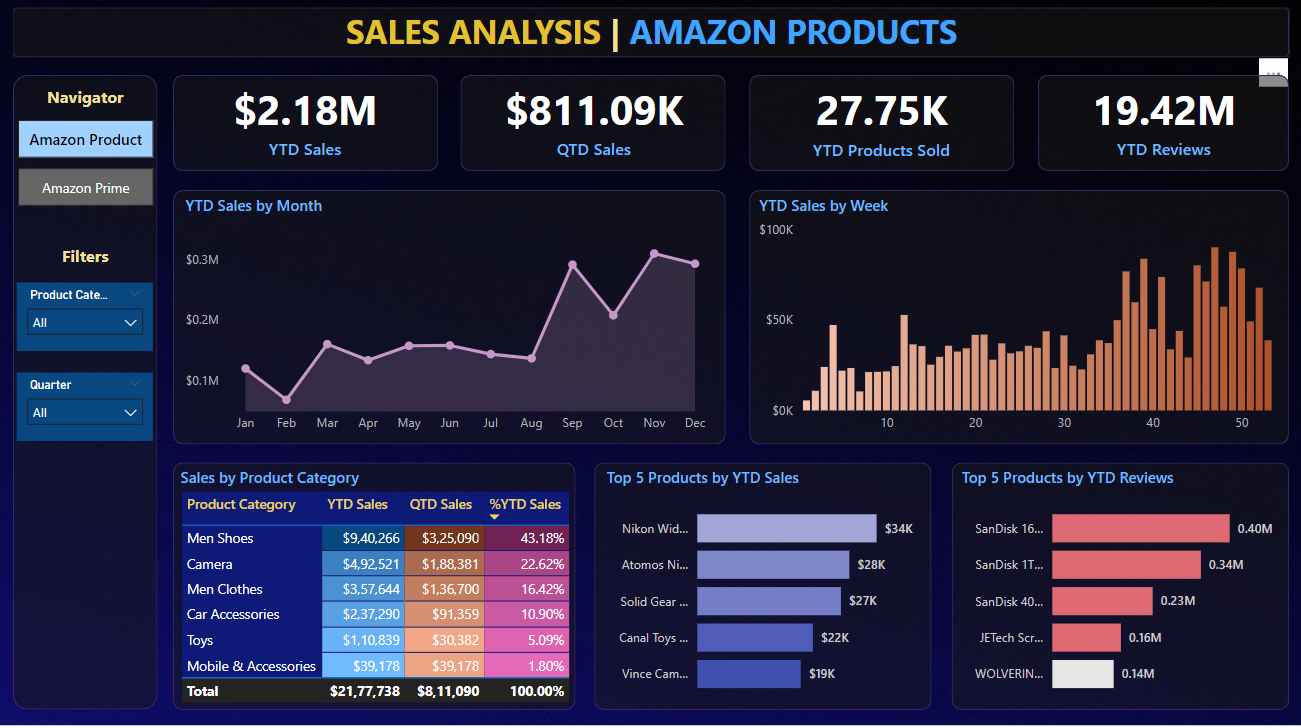 SALES ANALYSIS | AMAZON PRODUCTS
Navigator
Amazon Product
Amazon Prime
Filters
Product Cate...
All
Quarter
All
$2.18M
YTD Sales
$811.09K
QTD Sales
27.75K
YTD Products Sold
19.42M
YTD Reviews
YTD Sales by Month
$0.3M
$0.2M
$0.1M
Jan Feb Mar Apr May Jun Jul Aug Sep Oct Nov Dec
YTD Sales by Week
$100K
$50K
$0K
10 20 30 40 50
Sales by Product Category
Product Category YTD Sales QTD Sales %YTD Sales
Men Shoes $9,40,266 $3,25,090 43.18%
Camera $4,92,521 $1,88,381 22.62%
Men Clothes $3,57,644 $1,36,700 16.42%
Car Accessories $2,37,290 $91,359 10.90%
Toys $1,10,839 $30,382 5.09%
Mobile & Accessories $39,178 $39,178 1.80%
Total $21,77,738 $8,11,090 100.00%
Top 5 Products by YTD Sales
Nikon Wid... $34K
Atomos Ni... $28K
Solid Gear ... $27K
Canal Toys ... $22K
Vince Cam... $19K
Top 5 Products by YTD Reviews
SanDisk 16... 0.40M
SanDisk 1T... 0.34M
SanDisk 40... 0.23M
JETech Scr... 0.16M
WOLVERIN... 0.14M